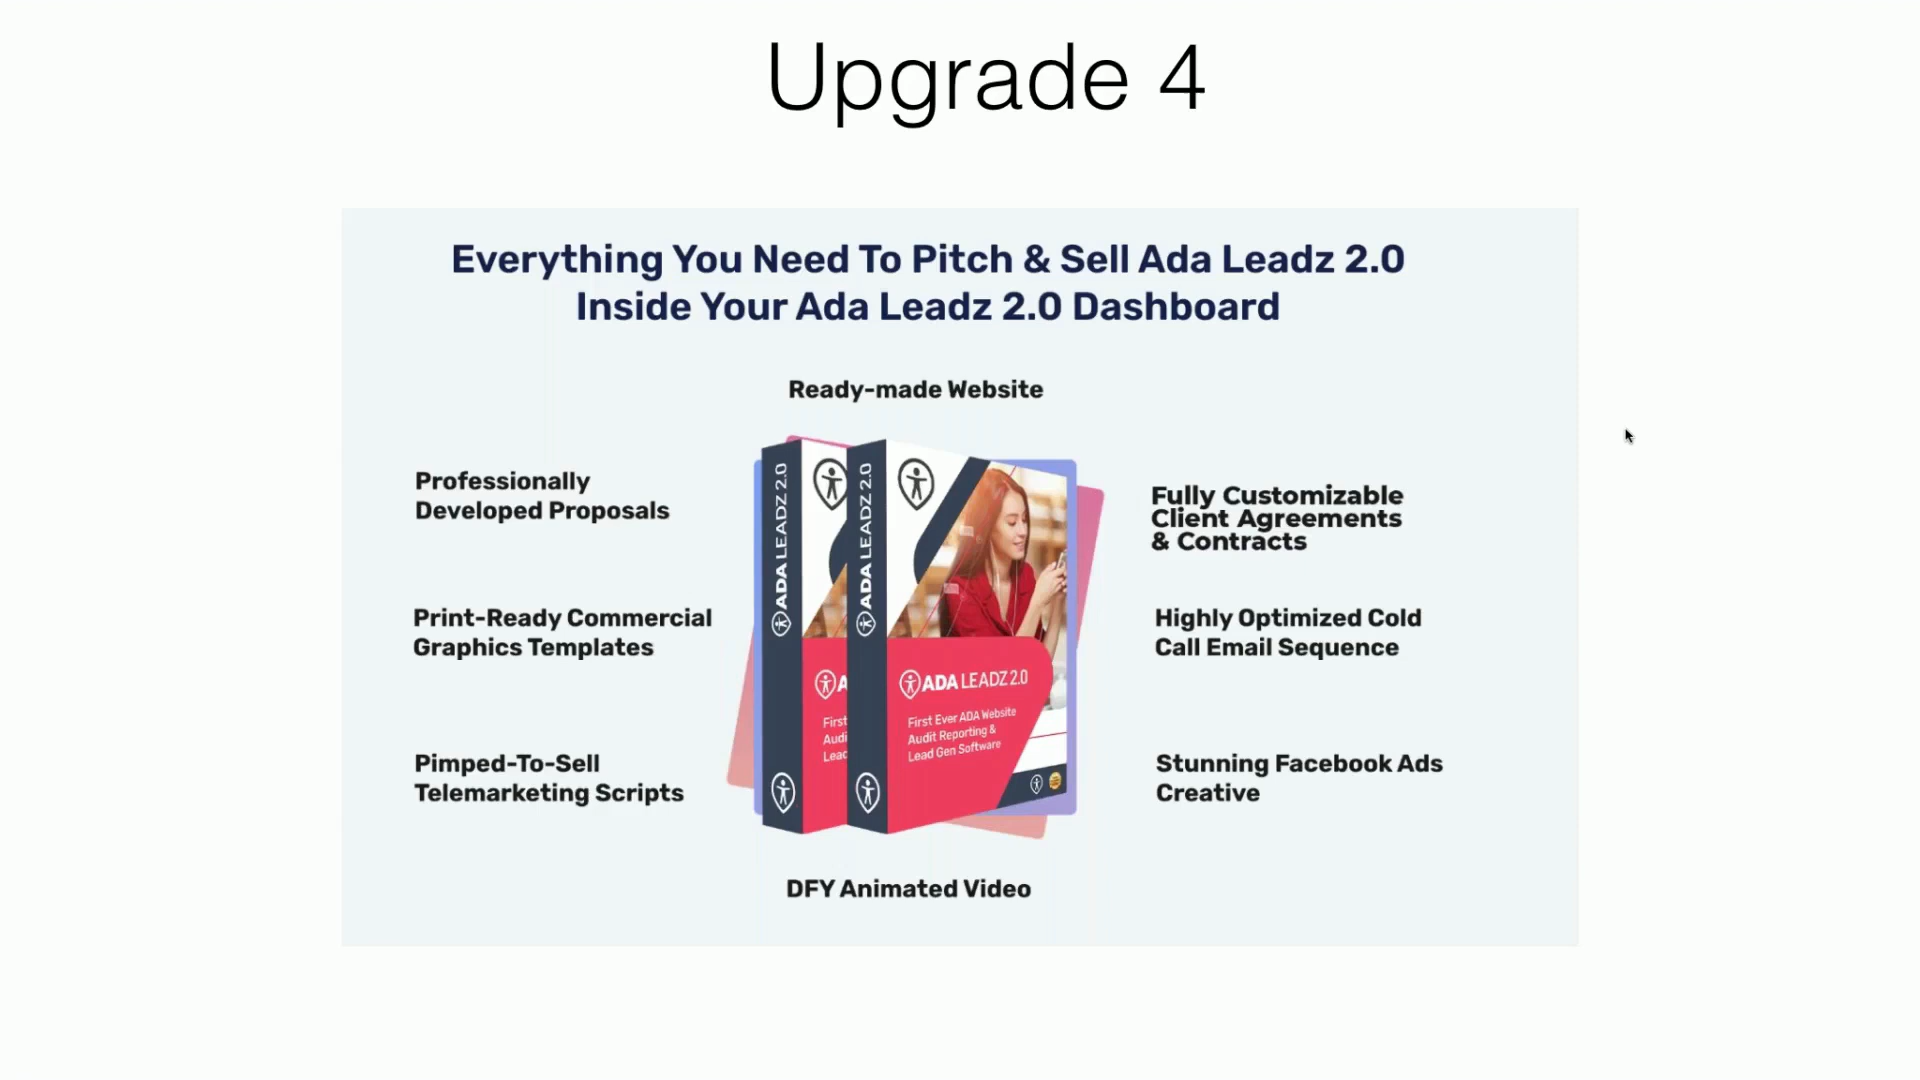 Upgrade 4
Everything You Need To Pitch & Sell Ada Leadz 2.0
Inside Your Ada Leadz 2.0 Dashboard
Ready-made Website
Professionally
Developed Proposals
Print-Ready Commercial
Graphics Templates
Pimped-To-Sell
Telemarketing Scripts
ADA LEADZ 2.0
A
First
Audi
Lead
ADA LEADZ 2.0
ADA LEADZ 2.0
First Ever ADA Website
Audit Reporting &
Lead Gen Software
Fully Customizable
Client Agreements
& Contracts
Highly Optimized Cold
Call Email Sequence
Stunning Facebook Ads
Creative
DFY Animated Video